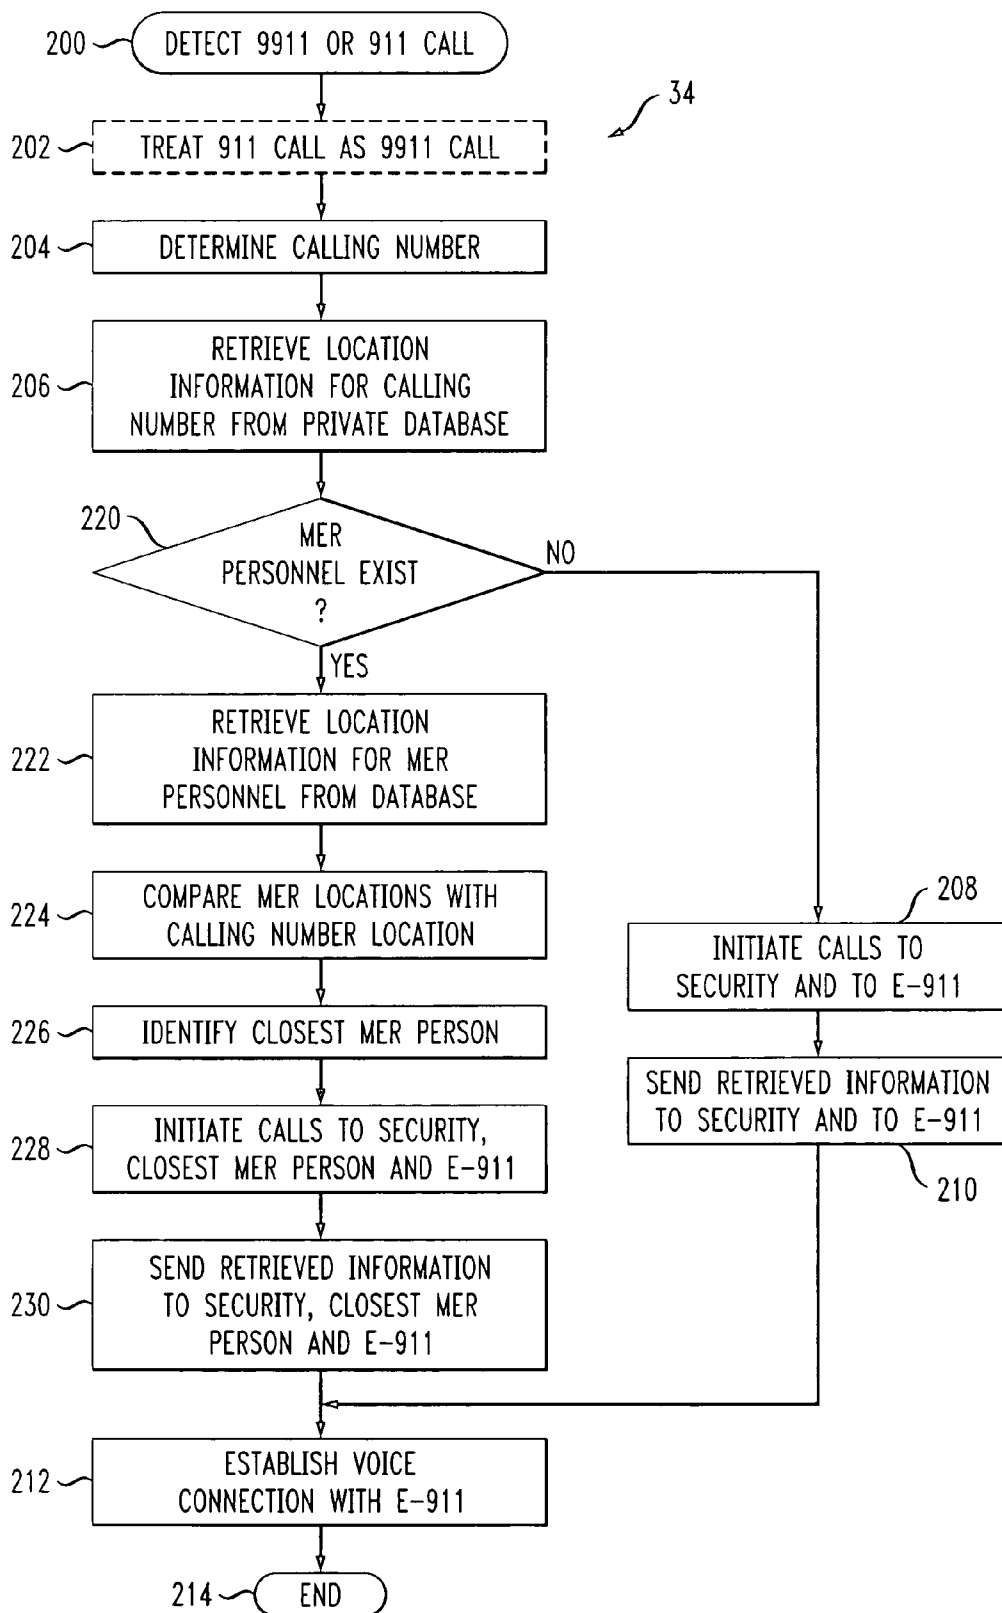 200
DETECT 9911 OR 911 CALL
34
202
TREAT 911 CALL AS 9911 CALL
204
DETERMINE CALLING NUMBER
206
RETRIEVE LOCATION
INFORMATION FOR CALLING
NUMBER FROM PRIVATE DATABASE
220
MER
PERSONNEL EXIST
?
NO
YES
222
RETRIEVE LOCATION
INFORMATION FOR MER
PERSONNEL FROM DATABASE
224
COMPARE MER LOCATIONS WITH
CALLING NUMBER LOCATION
226
IDENTIFY CLOSEST MER PERSON
228
INITIATE CALLS TO SECURITY,
CLOSEST MER PERSON AND E-911
230
SEND RETRIEVED INFORMATION
TO SECURITY, CLOSEST MER
PERSON AND E-911
208
INITIATE CALLS TO
SECURITY AND TO E-911
SEND RETRIEVED INFORMATION
TO SECURITY AND TO E-911
210
212
ESTABLISH VOICE
CONNECTION WITH E-911
214
END